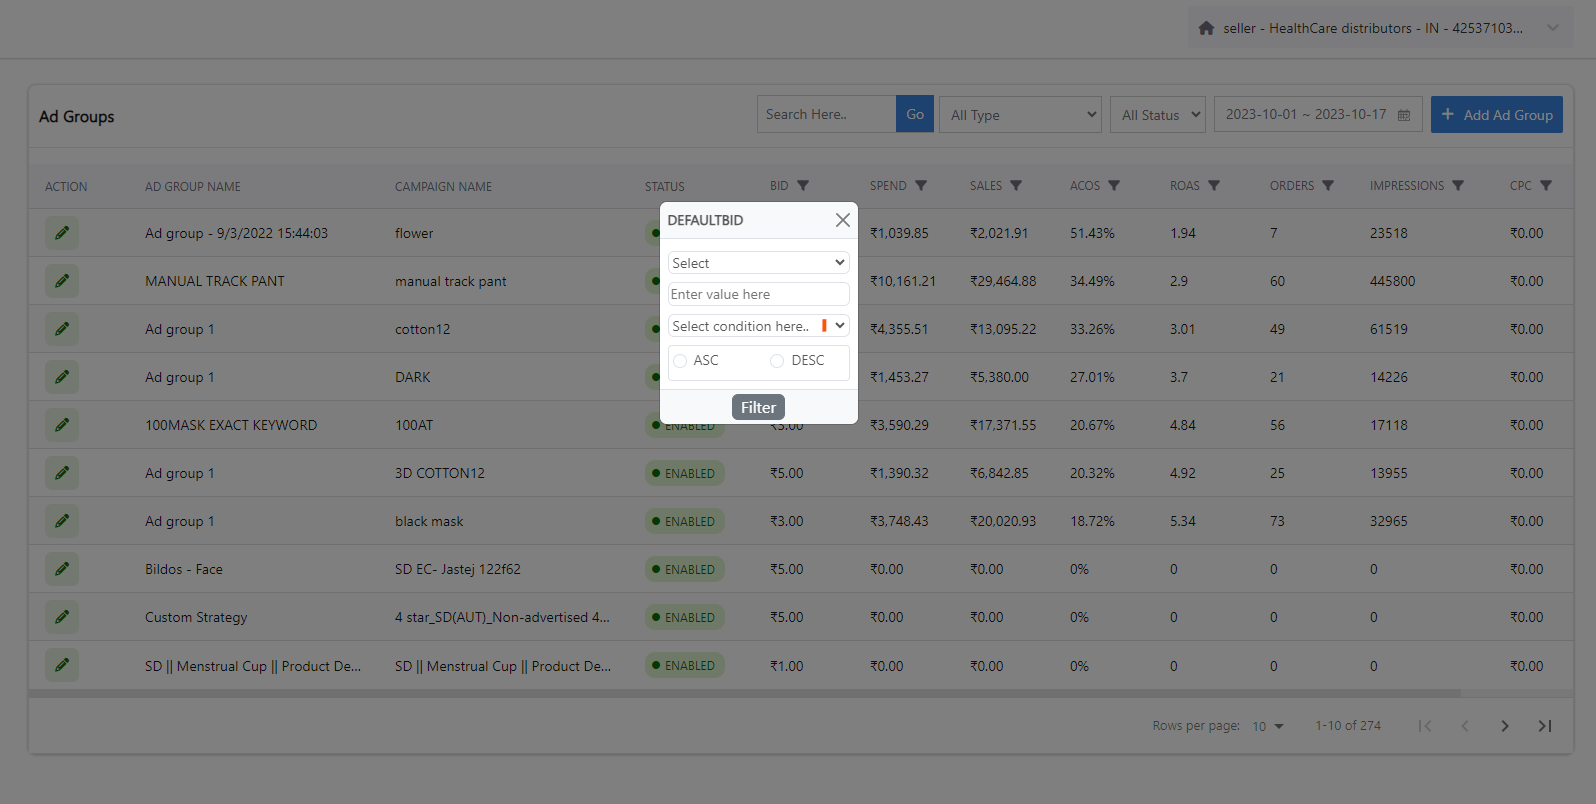 seller - HealthCare distributors - IN - 42537103...
Ad Groups
Search Here.. Go All Type All Status 2023-10-01 ~ 2023-10-17 + Add Ad Group
ACTION AD GROUP NAME CAMPAIGN NAME STATUS BID SPEND SALES ACOS ROAS ORDERS IMPRESSIONS CPC
Ad group - 9/3/2022 15:44:03 flower ₹1,039.85 ₹2,021.91 51.43% 1.94 7 23518 ₹0.00
MANUAL TRACK PANT manual track pant ₹10,161.21 ₹29,464.88 34.49% 2.9 60 445800 ₹0.00
Ad group 1 cotton12 ₹4,355.51 ₹13,095.22 33.26% 3.01 49 61519 ₹0.00
Ad group 1 DARK ₹1,453.27 ₹5,380.00 27.01% 3.7 21 14226 ₹0.00
100MASK EXACT KEYWORD 100AT ENABLED ₹3,590.29 ₹17,371.55 20.67% 4.84 56 17118 ₹0.00
Ad group 1 3D COTTON12 ENABLED ₹5.00 ₹1,390.32 ₹6,842.85 20.32% 4.92 25 13955 ₹0.00
Ad group 1 black mask ENABLED ₹3.00 ₹3,748.43 ₹20,020.93 18.72% 5.34 73 32965 ₹0.00
Bildos - Face SD EC- Jastej 122f62 ENABLED ₹5.00 ₹0.00 ₹0.00 0% 0 0 0 ₹0.00
Custom Strategy 4 star_SD(AUT)_Non-advertised 4... ENABLED ₹5.00 ₹0.00 ₹0.00 0% 0 0 0 ₹0.00
SD || Menstrual Cup || Product De... SD || Menstrual Cup || Product De... ENABLED ₹1.00 ₹0.00 ₹0.00 0% 0 0 0 ₹0.00
Rows per page: 10 1-10 of 274
DEFAULTBID
Select
Enter value here
Select condition here..
ASC DESC
Filter